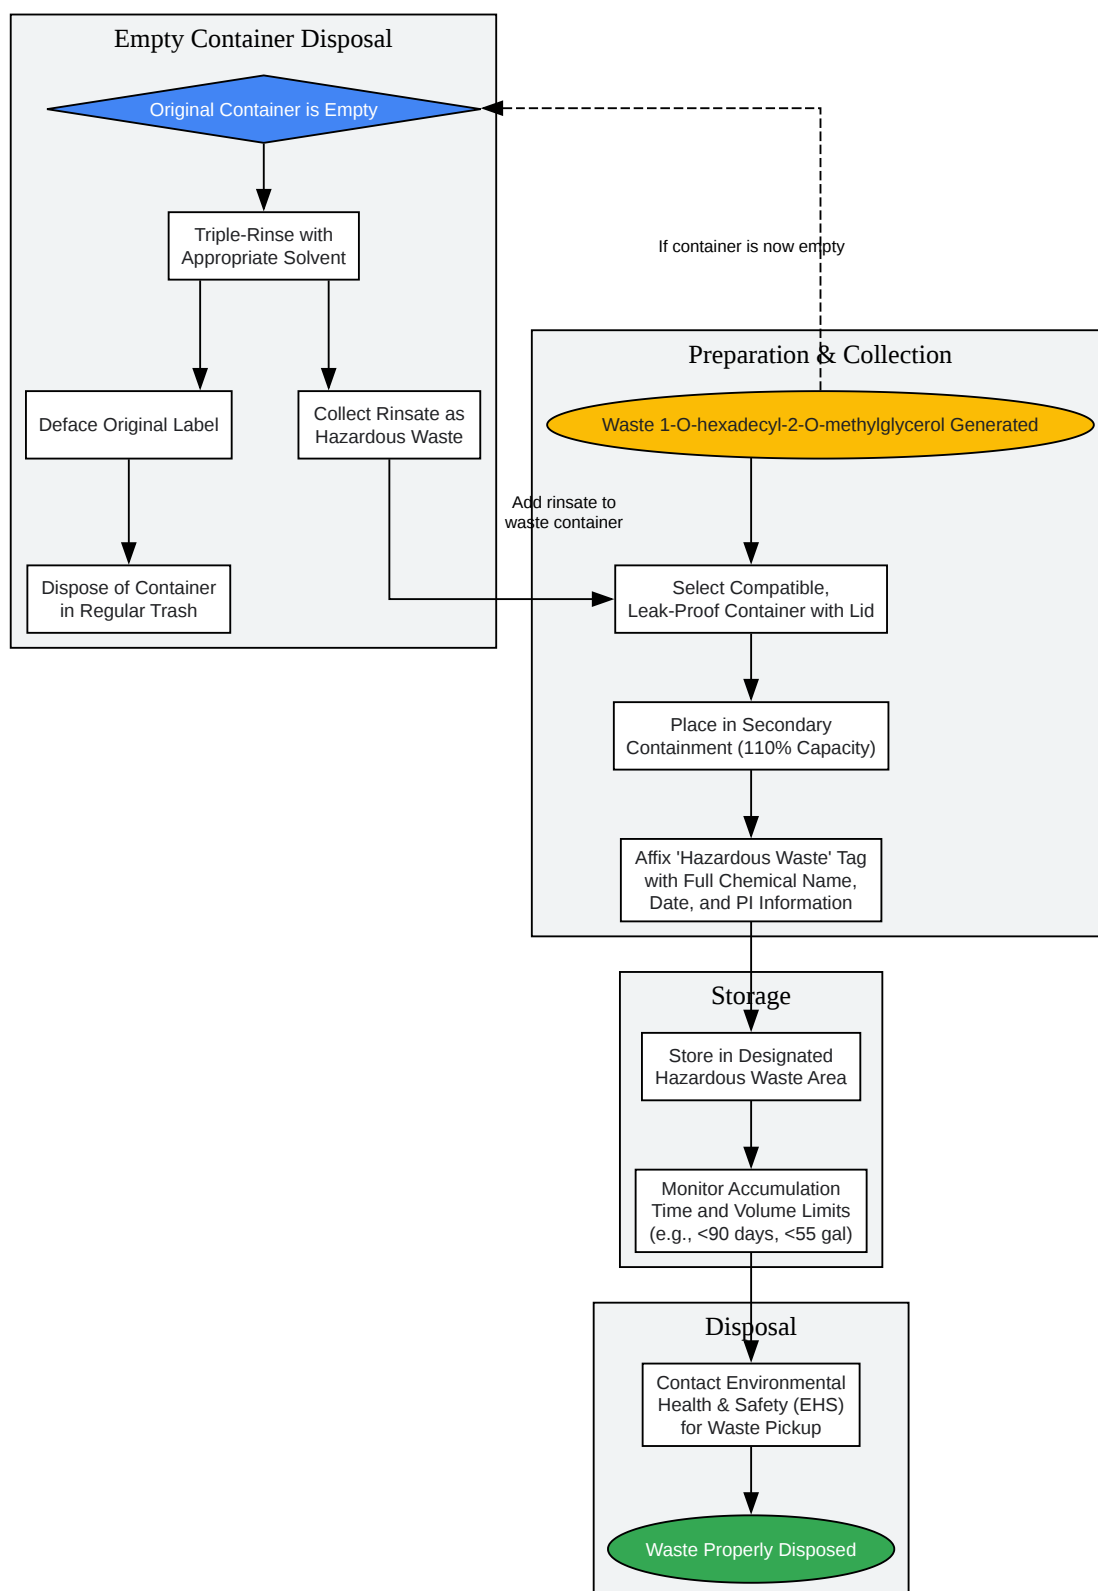 Empty Container Disposal
Original Container is Empty
Triple-Rinse with
Appropriate Solvent
If container is now empty
Preparation & Collection
Deface Original Label
Collect Rinsate as
Hazardous Waste
Waste 1-O-hexadecyl-2-O-methylglycerol Generated
Add rinsate to
waste container
Dispose of Container
in Regular Trash
Select Compatible,
Leak-Proof Container with Lid
Place in Secondary
Containment (110% Capacity)
Affix 'Hazardous Waste' Tag
with Full Chemical Name,
Date, and PI Information
Storage
Store in Designated
Hazardous Waste Area
Monitor Accumulation
Time and Volume Limits
(e.g., <90 days, <55 gal)
Disposal
Contact Environmental
Health & Safety (EHS)
for Waste Pickup
Waste Properly Disposed